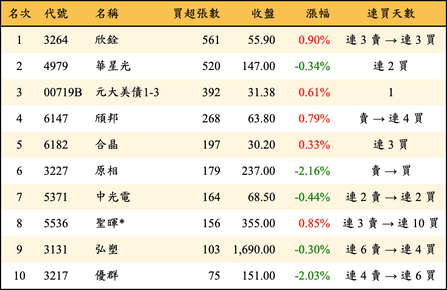 名次 代號 名稱 買超張數 收盤 漲幅 連買天數
1 3264 欣銓 561 55.90 0.90% 連 3 賣 → 連 3 買
2 4979 華星光 520 147.00 -0.34% 連 2 買
3 00719B 元大美債1-3 392 31.38 0.61% 1
4 6147 頎邦 268 63.80 0.79% 賣 → 連 4 買
5 6182 合晶 197 30.20 0.33% 連 3 買
6 3227 原相 179 237.00 -2.16% 賣 → 買
7 5371 中光電 164 68.50 -0.44% 連 2 賣 → 連 2 買
8 5536 聖暉* 156 355.00 0.85% 連 3 賣 → 連 10 買
9 3131 弘塑 103 1,690.00 -0.30% 連 6 賣 → 連 4 買
10 3217 優群 75 151.00 -2.03% 連 4 賣 → 連 6 買